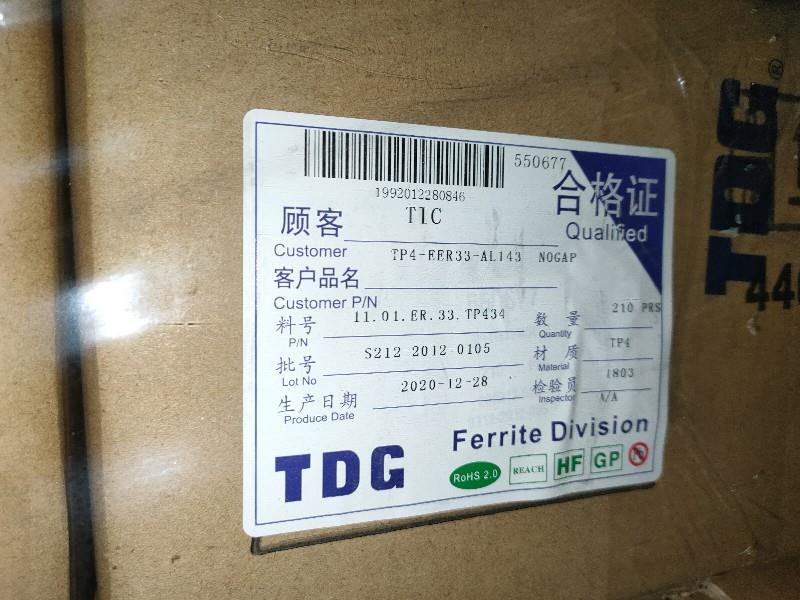 550677
1992012280846
合格证
Qualified
顾客 T1C
Customer
TP4-EER33-AL143 NOGAP
客户品名
Customer P/N
料号 11.01.ER.33.TP434
P/N
数量 210 PRS
Quantity
批号 S212 2012 0105
Lot No
材质 TP4
Material
生产日期 2020-12-28
Produce Date
检验员 1803
Inspector A/A
Ferrite Division
TDG
RoHS 2.0
REACH
HF
GP
Pb
TDG
44